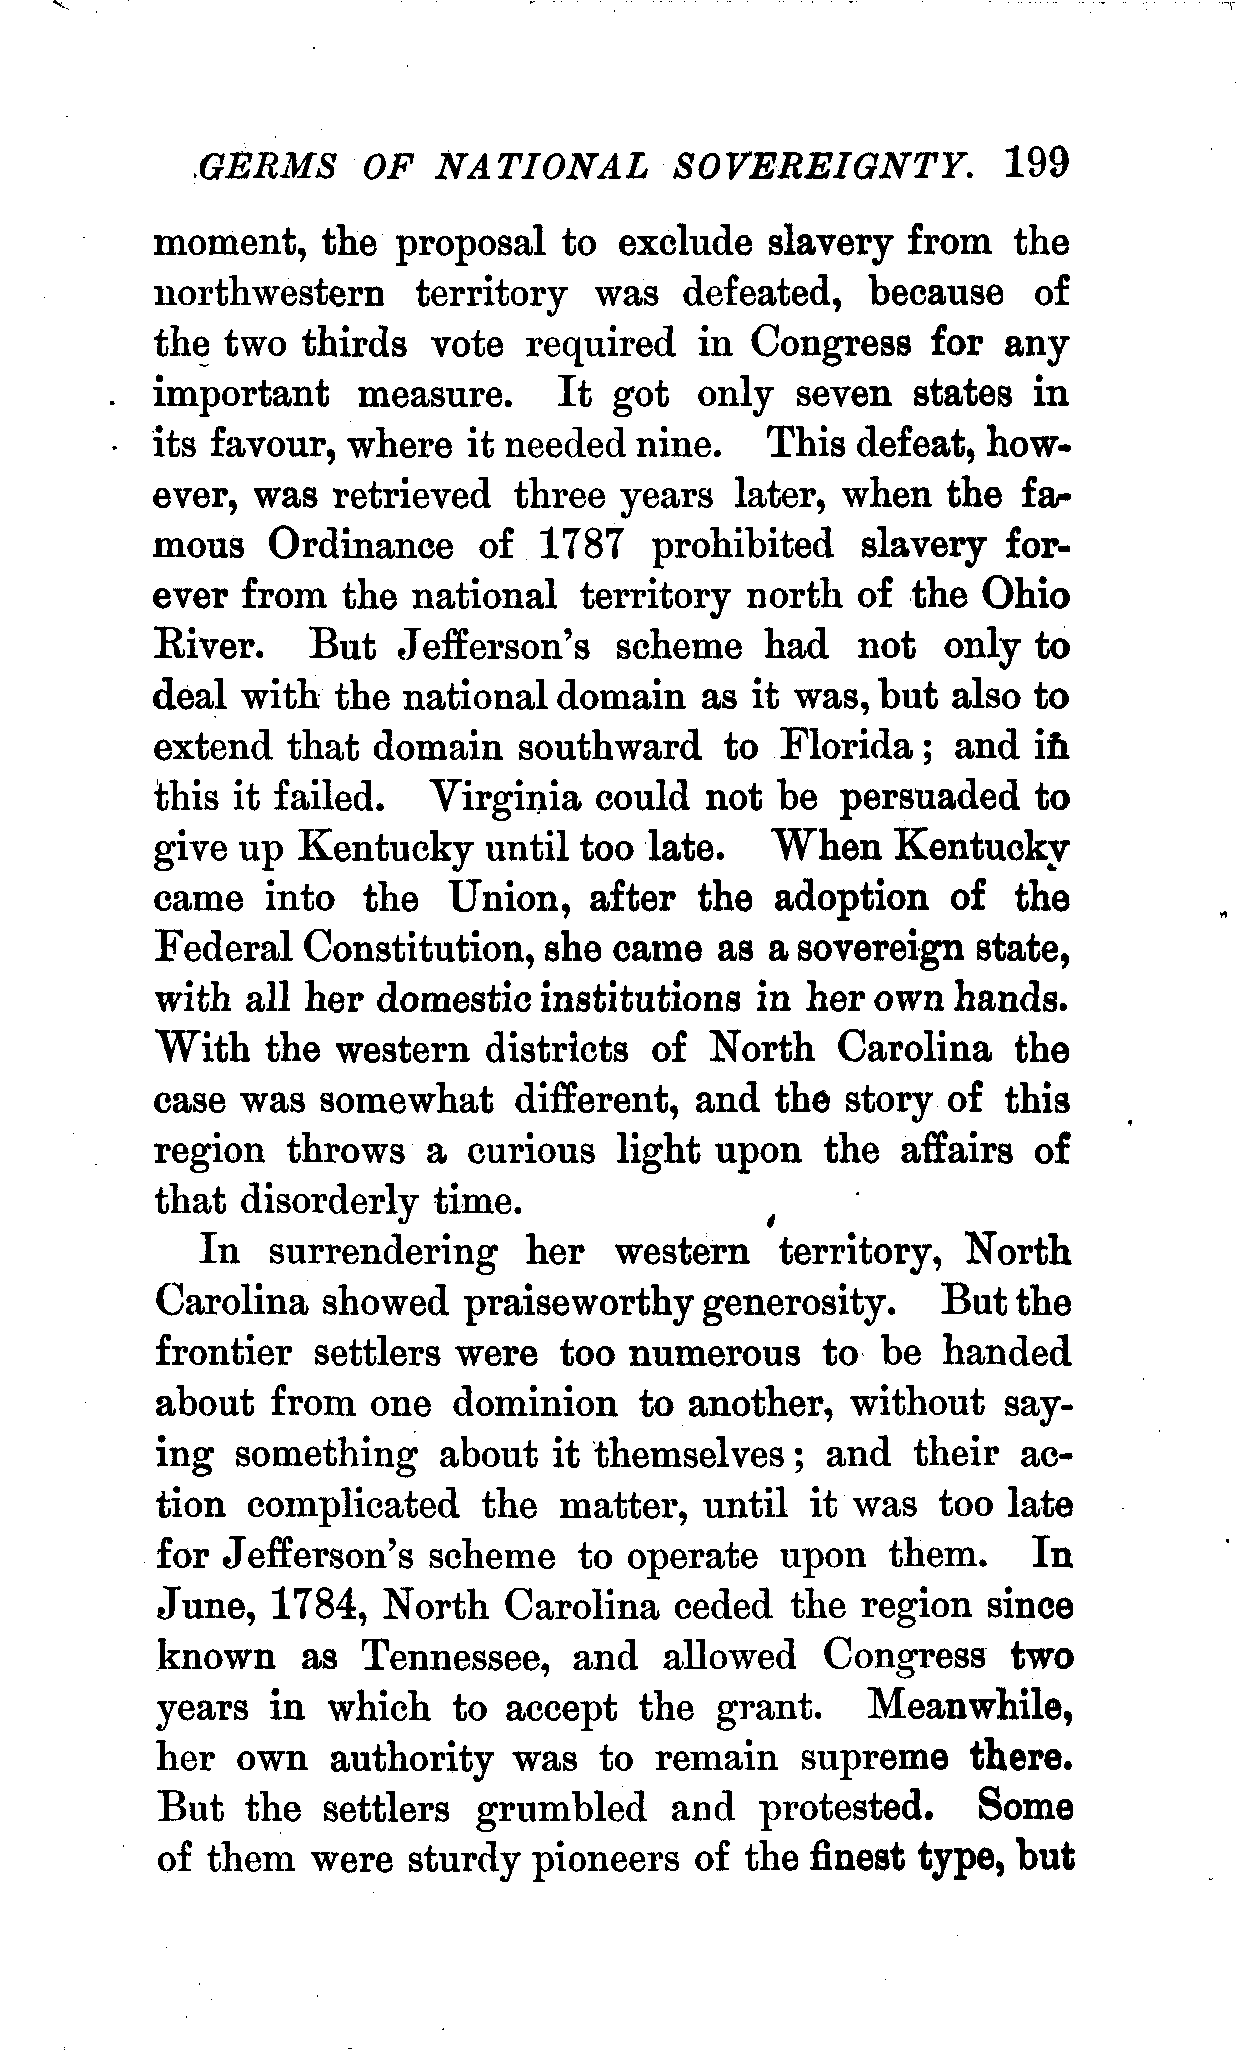 GERMS OF NATIONAL SOVEREIGNTY. 199
moment, the proposal to exclude slavery from the
northwestern territory was defeated, because of
the two thirds vote required in Congress for any
important measure. It got only seven states in
its favour, where it needed nine. This defeat, how-
ever, was retrieved three years later, when the fa-
mous Ordinance of 1787 prohibited slavery for-
ever from the national territory north of the Ohio
River. But Jefferson's scheme had not only to
deal with the national domain as it was, but also to
extend that domain southward to Florida; and in
this it failed. Virginia could not be persuaded to
give up Kentucky until too late. When Kentucky
came into the Union, after the adoption of the
Federal Constitution, she came as a sovereign state,
with all her domestic institutions in her own hands.
With the western districts of North Carolina the
case was somewhat different, and the story of this
region throws a curious light upon the affairs of
that disorderly time.
In surrendering her western territory, North
Carolina showed praiseworthy generosity. But the
frontier settlers were too numerous to be handed
about from one dominion to another, without say-
ing something about it themselves; and their ac-
tion complicated the matter, until it was too late
for Jefferson's scheme to operate upon them. In
June, 1784, North Carolina ceded the region since
known as Tennessee, and allowed Congress two
years in which to accept the grant. Meanwhile,
her own authority was to remain supreme there.
But the settlers grumbled and protested. Some
of them were sturdy pioneers of the finest type, but